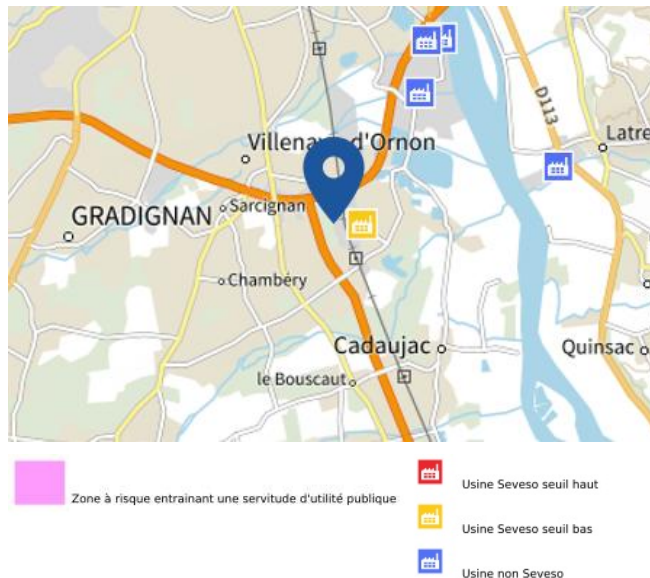 D113
Latre
Villenave d'Ornon
GRADIGNAN
Sarcignan
Chambéry
Cadaujac
Quinsac
le Bouscaut
Zone à risque entrainant une servitude d'utilité publique
Usine Seveso seuil haut
Usine Seveso seuil bas
Usine non Seveso